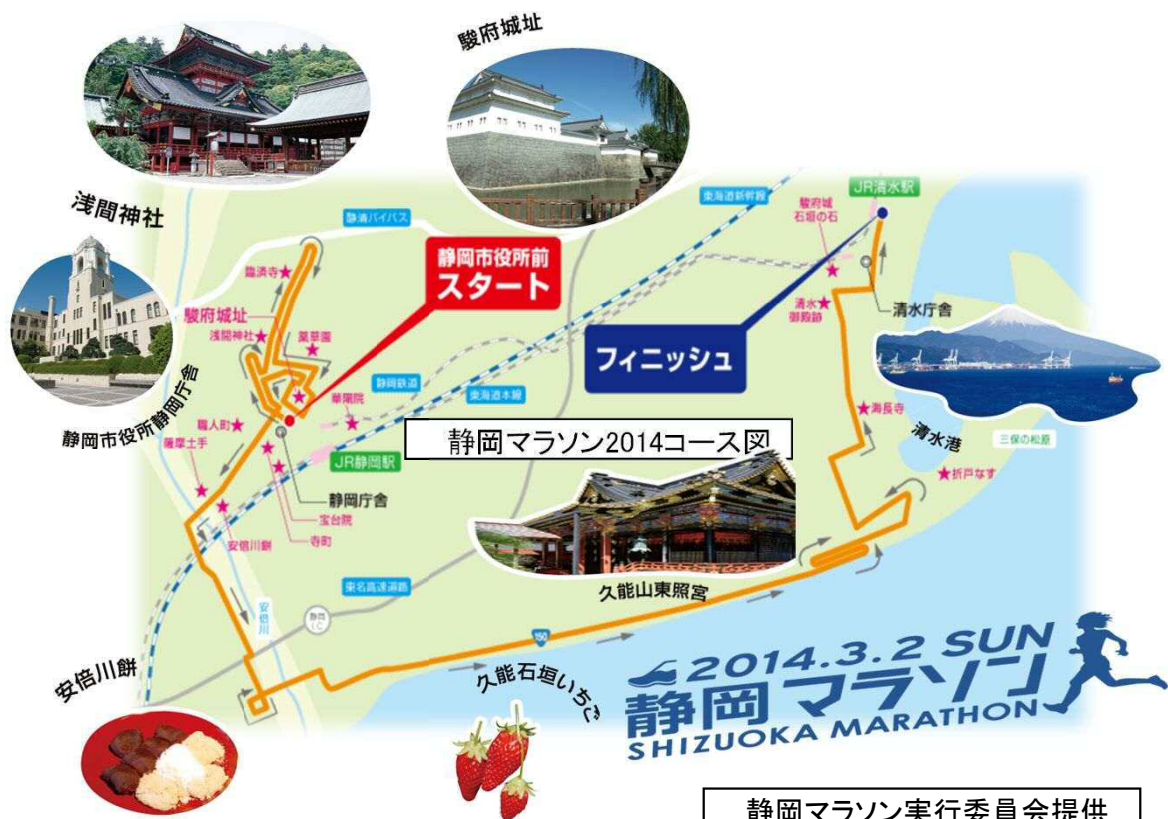 駿府城址
浅間神社
静岡市役所静岡庁舎
静清バイパス
東海道新幹線
JR清水駅
駿府城
石垣の石
静岡市役所前
スタート
臨済寺★
駿府城址
浅間神社★
薬草園
清水
御殿跡
清水庁舎
フィニッシュ
静岡鉄道
東海道本線
華陽院
職人町★
薩摩土手
静岡マラソン2014コース図
★海長寺
清水港
三保の松原
JR静岡駅
★折戸なす
静岡庁舎
宝台院
寺町
安倍川餅
久能山東照宮
東名高速道路
安倍川
静岡
I.C
150
安倍川餅
久能石垣いちご
2014.3.2 SUN
静岡マラソン
SHIZUOKA MARATHON
静岡マラソン実行委員会提供